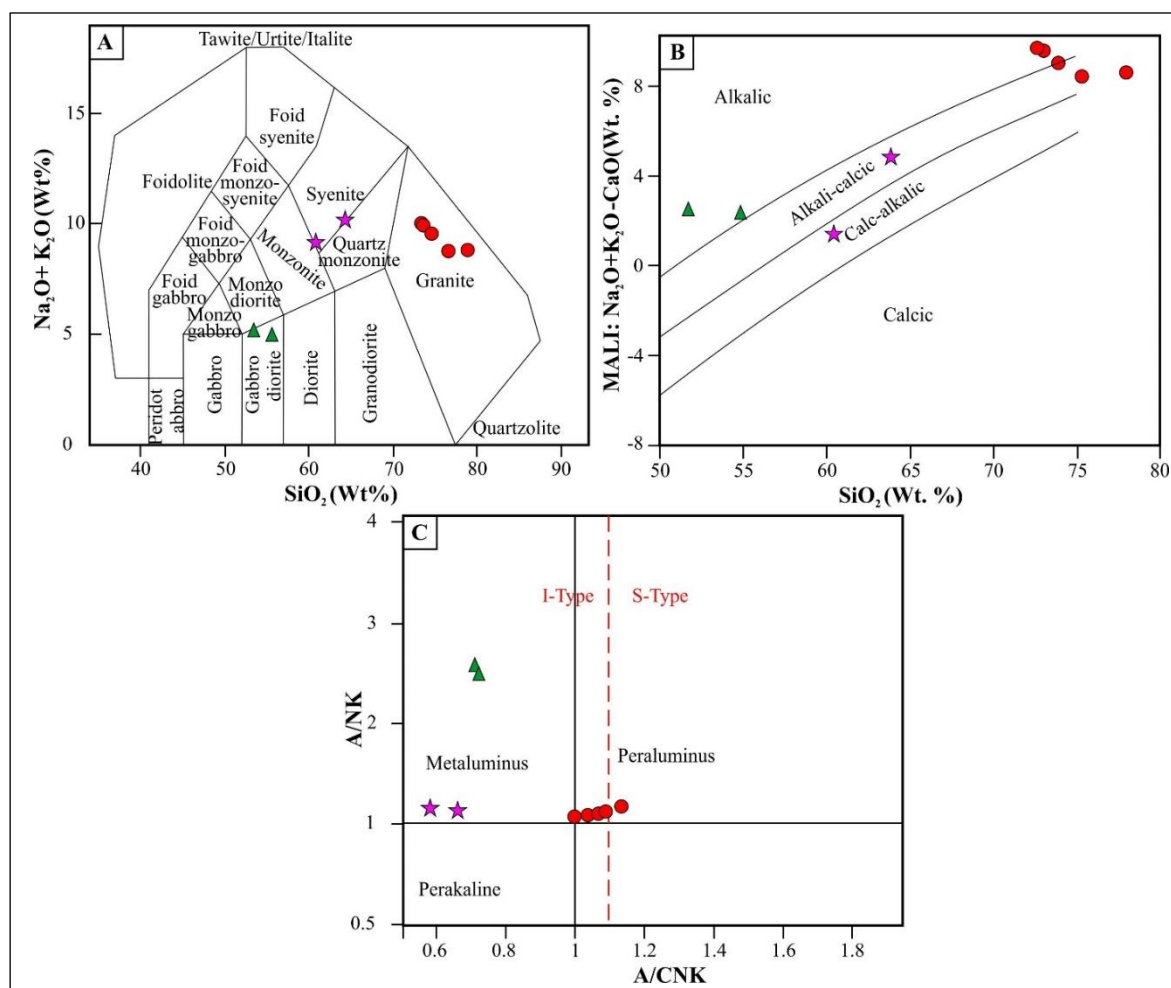 A
Tawite/Urtite/Italite
Foid
syenite
Foidolite
Foid
monzo-
syenite
Syenite
Foid
monzo-
gabbro
Monzonite
Quartz
monzonite
Foid
gabbro
Monzo
diorite
Monzo
gabbro
Granite
Peridot
abbro
Gabbro
Gabbro
diorite
Diorite
Granodiorite
Quartzolite
Na₂O+ K₂O (Wt%)
15
10
5
0
40
50
60
70
80
90
SiO₂ (Wt%)
B
Alkalic
Alkali-calcic
Calc-alkalic
Calcic
MALI: Na₂O+K₂O-CaO(Wt. %)
8
4
0
-4
-8
50
55
60
65
70
75
80
SiO₂ (Wt. %)
C
I-Type
S-Type
Metaluminus
Peraluminus
Perakaline
A/NK
4
3
2
1
0.5
0.6
0.8
1
1.2
1.4
1.6
1.8
A/CNK